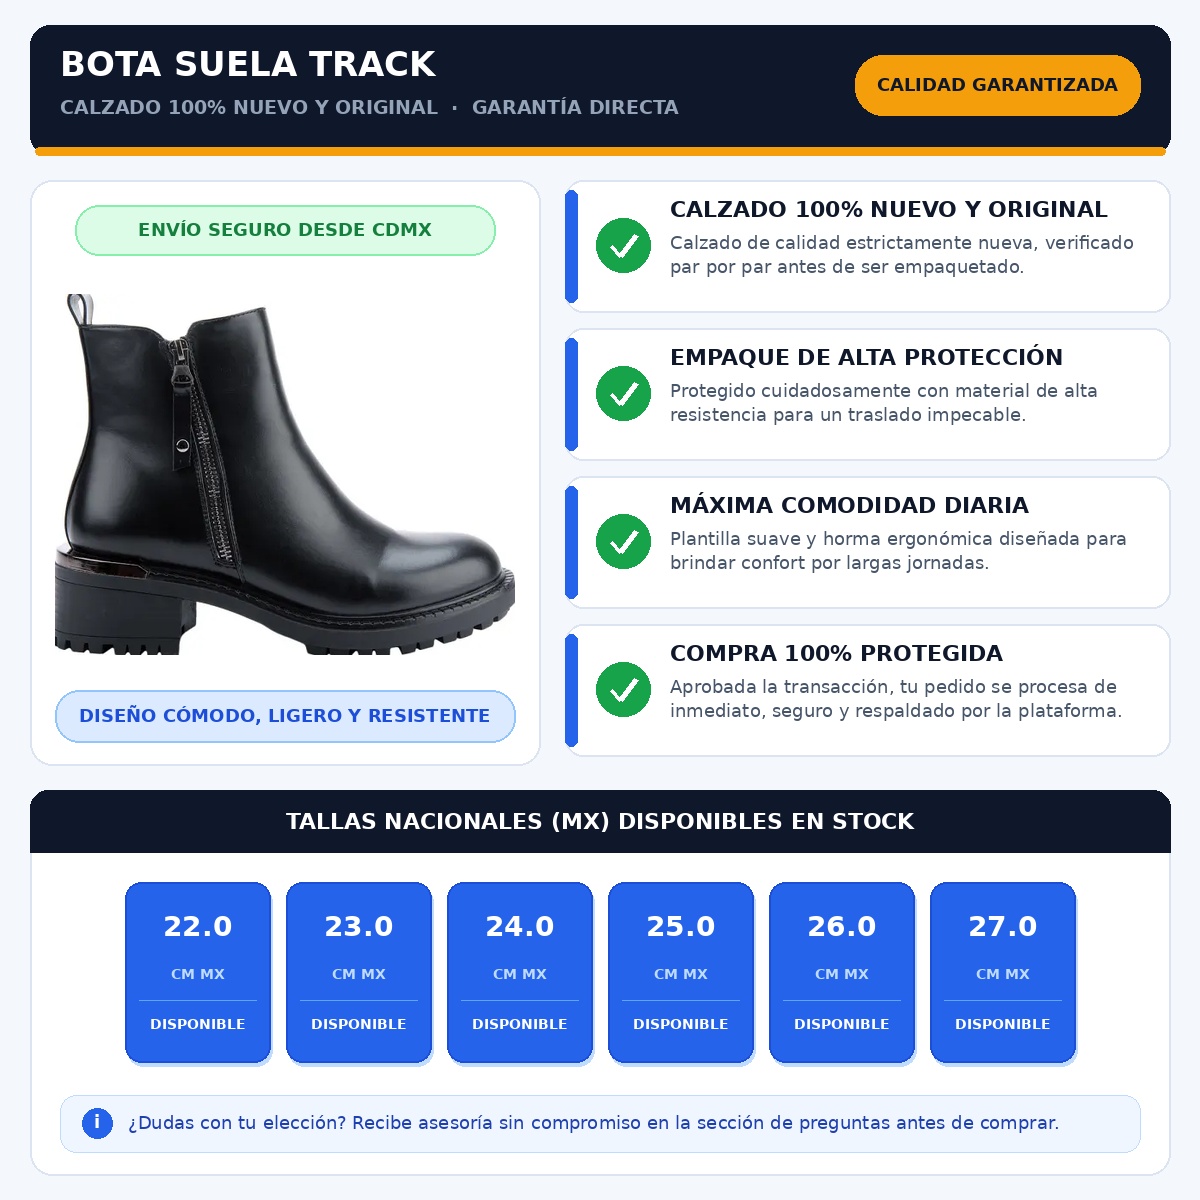 BOTA SUELA TRACK
CALZADO 100% NUEVO Y ORIGINAL · GARANTÍA DIRECTA
CALIDAD GARANTIZADA
ENVÍO SEGURO DESDE CDMX
DISEÑO CÓMODO, LIGERO Y RESISTENTE
CALZADO 100% NUEVO Y ORIGINAL
Calzado de calidad estrictamente nueva, verificado
par por par antes de ser empaquetado.
EMPAQUE DE ALTA PROTECCIÓN
Protegido cuidadosamente con material de alta
resistencia para un traslado impecable.
MÁXIMA COMODIDAD DIARIA
Plantilla suave y horma ergonómica diseñada para
brindar confort por largas jornadas.
COMPRA 100% PROTEGIDA
Aprobada la transacción, tu pedido se procesa de
inmediato, seguro y respaldado por la plataforma.
TALLAS NACIONALES (MX) DISPONIBLES EN STOCK
22.0
CM MX
DISPONIBLE
23.0
CM MX
DISPONIBLE
24.0
CM MX
DISPONIBLE
25.0
CM MX
DISPONIBLE
26.0
CM MX
DISPONIBLE
27.0
CM MX
DISPONIBLE
i ¿Dudas con tu elección? Recibe asesoría sin compromiso en la sección de preguntas antes de comprar.